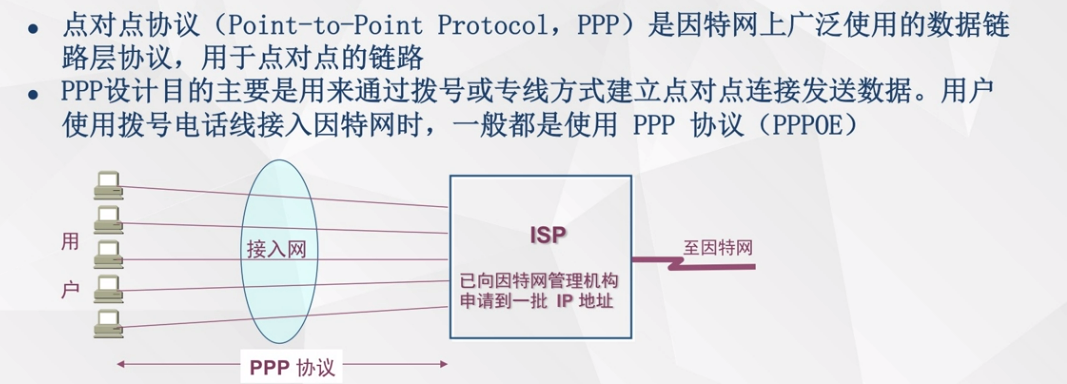 • 点对点协议（Point-to-Point Protocol，PPP）是因特网上广泛使用的数据链
路层协议，用于点对点的链路
• PPP设计目的主要是用来通过拨号或专线方式建立点对点连接发送数据。用户
使用拨号电话线接入因特网时，一般都是使用 PPP 协议（PPPOE）
用
户
接入网
ISP
已向因特网管理机构
申请到一批 IP 地址
至因特网
PPP 协议